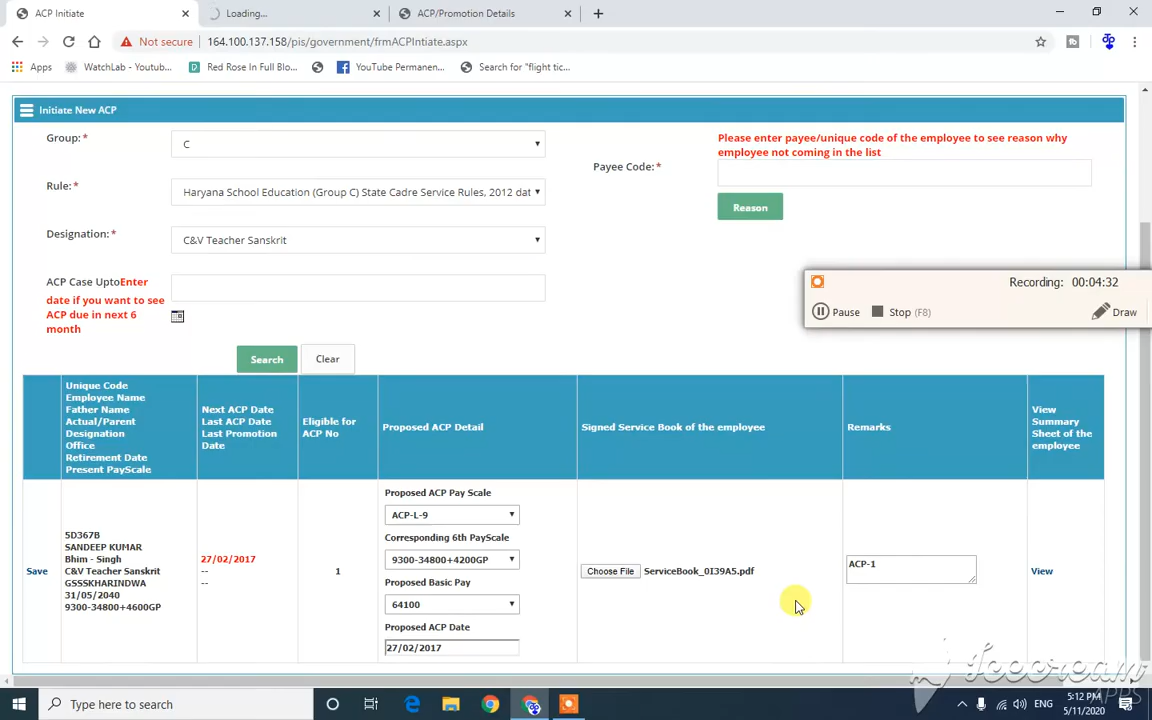 ACP Initiate
Loading...
ACP/Promotion Details
Not secure
164.100.137.158/pis/government/frmACPIntiate.aspx
Apps
WatchLab - Youtub...
Red Rose In Full Blo...
YouTube Permanen...
Search for "flight tic...
Initiate New ACP
Group:*
C
Please enter payee/unique code of the employee to see reason why
employee not coming in the list
Payee Code:*
Rule:*
Haryana School Education (Group C) State Cadre Service Rules, 2012 dat
Reason
Designation:*
C&V Teacher Sanskrit
ACP Case UptoEnter
date if you want to see
ACP due in next 6
month
Recording: 00:04:32
Pause
Stop (F8)
Draw
Search
Clear
Unique Code
Employee Name
Father Name
Actual/Parent
Designation
Office
Retirement Date
Present PayScale
Next ACP Date
Last ACP Date
Last Promotion
Date
Eligible for
ACP No
Proposed ACP Detail
Signed Service Book of the employee
Remarks
View
Summary
Sheet of the
employee
Save
5D367B
SANDEEP KUMAR
Bhim - Singh
C&V Teacher Sanskrit
GSSSKHARINDWA
31/05/2040
9300-34800+4600GP
27/02/2017
--
--
1
Proposed ACP Pay Scale
ACP-L-9
Corresponding 6th PayScale
9300-34800+4200GP
Proposed Basic Pay
64100
Proposed ACP Date
27/02/2017
Choose File ServiceBook_0I39A5.pdf
ACP-1
View
Icecream
APPS
Type here to search
ENG
5:12 PM
5/11/2020